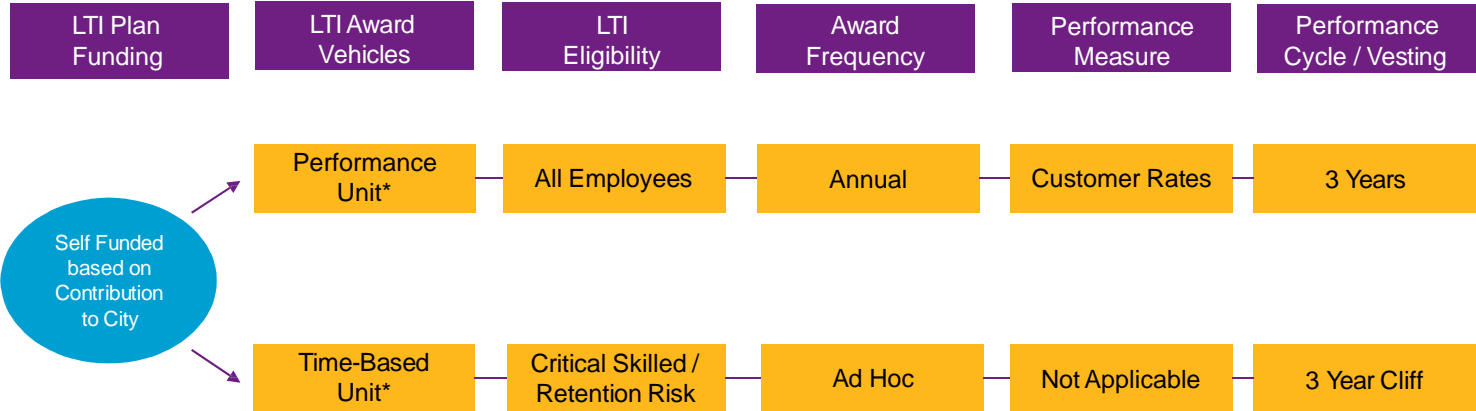 LTI Plan
Funding
LTI Award
Vehicles
LTI
Eligibility
Award
Frequency
Performance
Measure
Performance
Cycle / Vesting
Self Funded
based on
Contribution
to City
Performance
Unit*
All Employees
Annual
Customer Rates
3 Years
Time-Based
Unit*
Critical Skilled /
Retention Risk
Ad Hoc
Not Applicable
3 Year Cliff